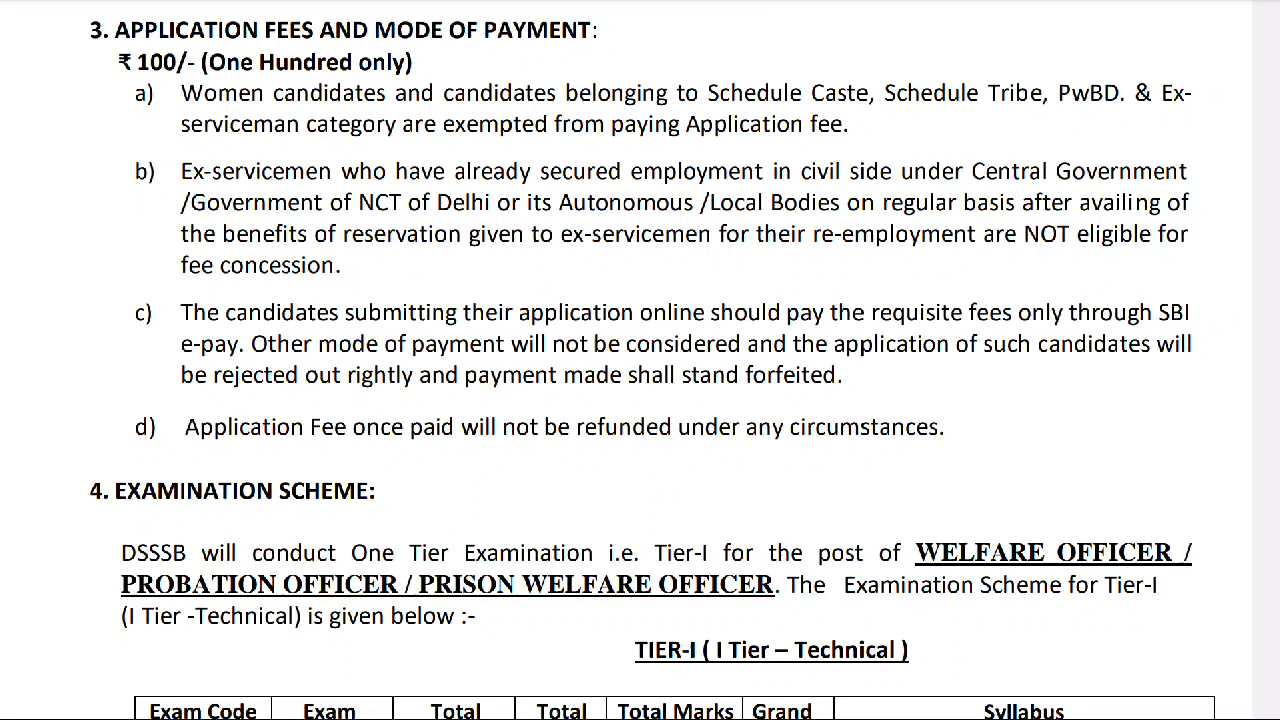 3. APPLICATION FEES AND MODE OF PAYMENT:
₹ 100/- (One Hundred only)
a) Women candidates and candidates belonging to Schedule Caste, Schedule Tribe, PwBD. & Ex-
serviceman category are exempted from paying Application fee.
b) Ex-servicemen who have already secured employment in civil side under Central Government
/Government of NCT of Delhi or its Autonomous /Local Bodies on regular basis after availing of
the benefits of reservation given to ex-servicemen for their re-employment are NOT eligible for
fee concession.
c) The candidates submitting their application online should pay the requisite fees only through SBI
e-pay. Other mode of payment will not be considered and the application of such candidates will
be rejected out rightly and payment made shall stand forfeited.
d) Application Fee once paid will not be refunded under any circumstances.
4. EXAMINATION SCHEME:
DSSSB will conduct One Tier Examination i.e. Tier-I for the post of WELFARE OFFICER /
PROBATION OFFICER / PRISON WELFARE OFFICER. The Examination Scheme for Tier-I
(I Tier -Technical) is given below :-
TIER-I ( I Tier – Technical )
Exam Code Exam Total Total Total Marks Grand Syllabus